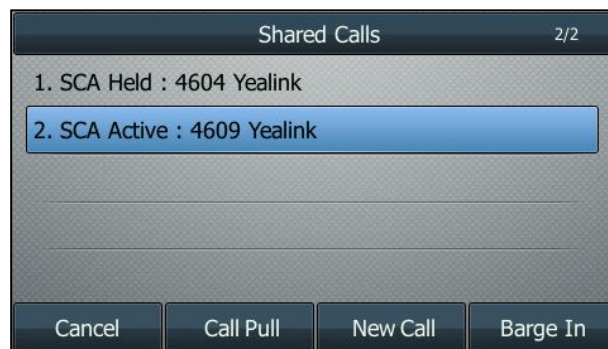 Shared Calls 2/2
1. SCA Held : 4604 Yealink
2. SCA Active : 4609 Yealink
Cancel Call Pull New Call Barge In